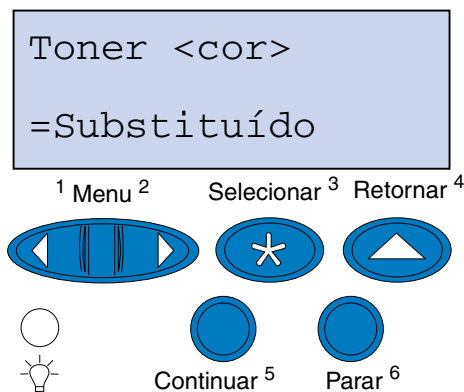 Toner <cor>
=Substituído
1 Menu 2 Selecionar 3 Retornar 4
Continuar 5 Parar 6